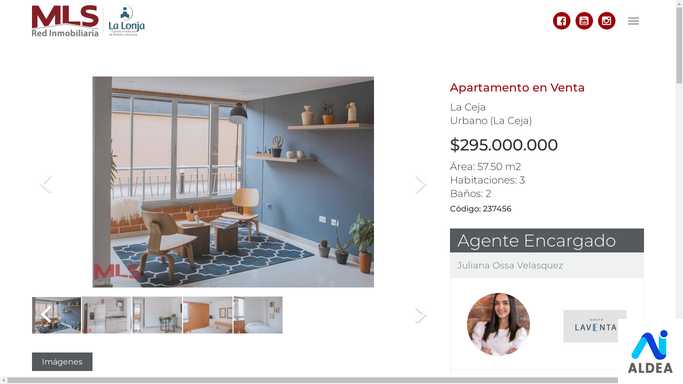 MLS
Red Inmobiliaria
La Lonja
Apartamento en Venta
La Ceja
Urbano (La Ceja)
$295.000.000
Área: 57.50 m2
Habitaciones: 3
Baños: 2
Código: 237456
Agente Encargado
Juliana Ossa Velasquez
MLS
LAVENTA
Imágenes
ALDEA